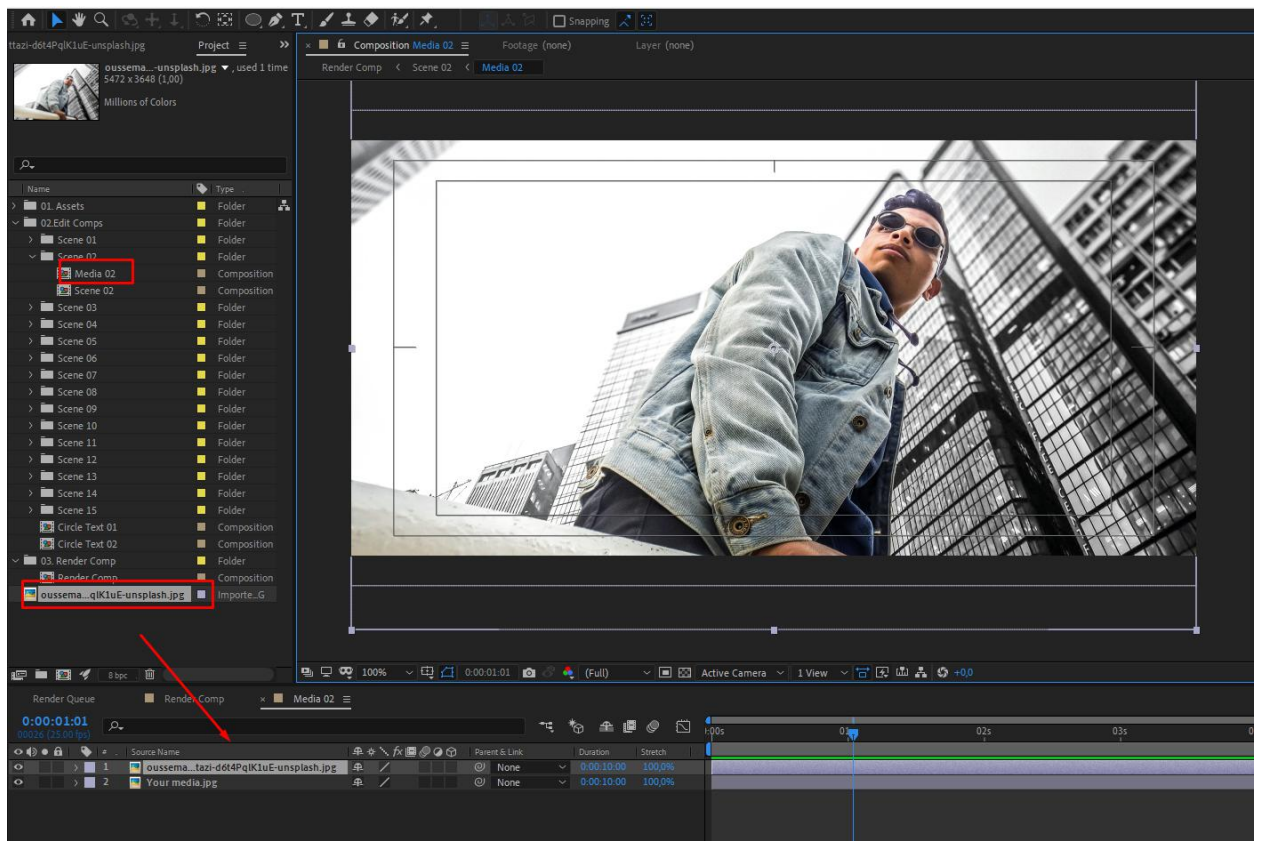 Snapping
ttazi-d6t4PqlK1uE-unsplash.jpg Project
oussema...-unsplash.jpg , used 1 time
5472 x 3648 (1,00)
Millions of Colors
Composition Media 02 Footage (none) Layer (none)
Render Comp Scene 02 Media 02
Name Type
01. Assets Folder
02.Edit Comps Folder
Scene 01 Folder
Scene 02 Folder
Media 02 Composition
Scene 02 Composition
Scene 03 Folder
Scene 04 Folder
Scene 05 Folder
Scene 06 Folder
Scene 07 Folder
Scene 08 Folder
Scene 09 Folder
Scene 10 Folder
Scene 11 Folder
Scene 12 Folder
Scene 13 Folder
Scene 14 Folder
Scene 15 Folder
Circle Text 01 Composition
Circle Text 02 Composition
03. Render Comp Folder
Render Comp Composition
oussema...qlK1uE-unsplash.jpg Importe...G
8 bpc
100% 0:00:01:01 (Full) Active Camera 1 View +0,0
Render Queue Render Comp Media 02
0:00:01:01
00026 (25.00 fps)
# Source Name Parent & Link Duration Stretch
1 oussema...tazi-d6t4PqlK1uE-unsplash.jpg None 0:00:10:00 100,0%
2 Your media.jpg None 0:00:10:00 100,0%
02s 03s